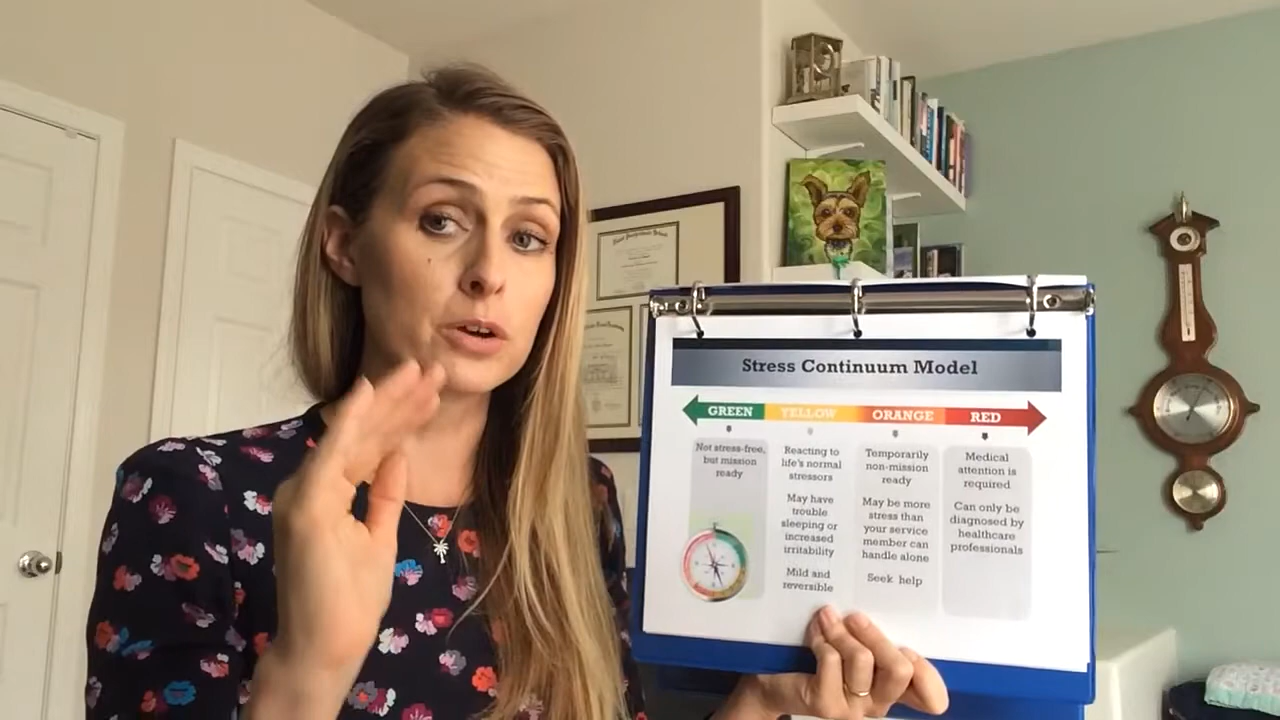 Stress Continuum Model
GREEN YELLOW ORANGE RED
Not stress-free,
but mission
ready
Reacting to
life's normal
stressors
May have
trouble
sleeping or
increased
irritability
Mild and
reversible
Temporarily
non-mission
ready
May be more
stress than
your service
member can
handle alone
Seek help
Medical
attention is
required
Can only be
diagnosed by
healthcare
professionals